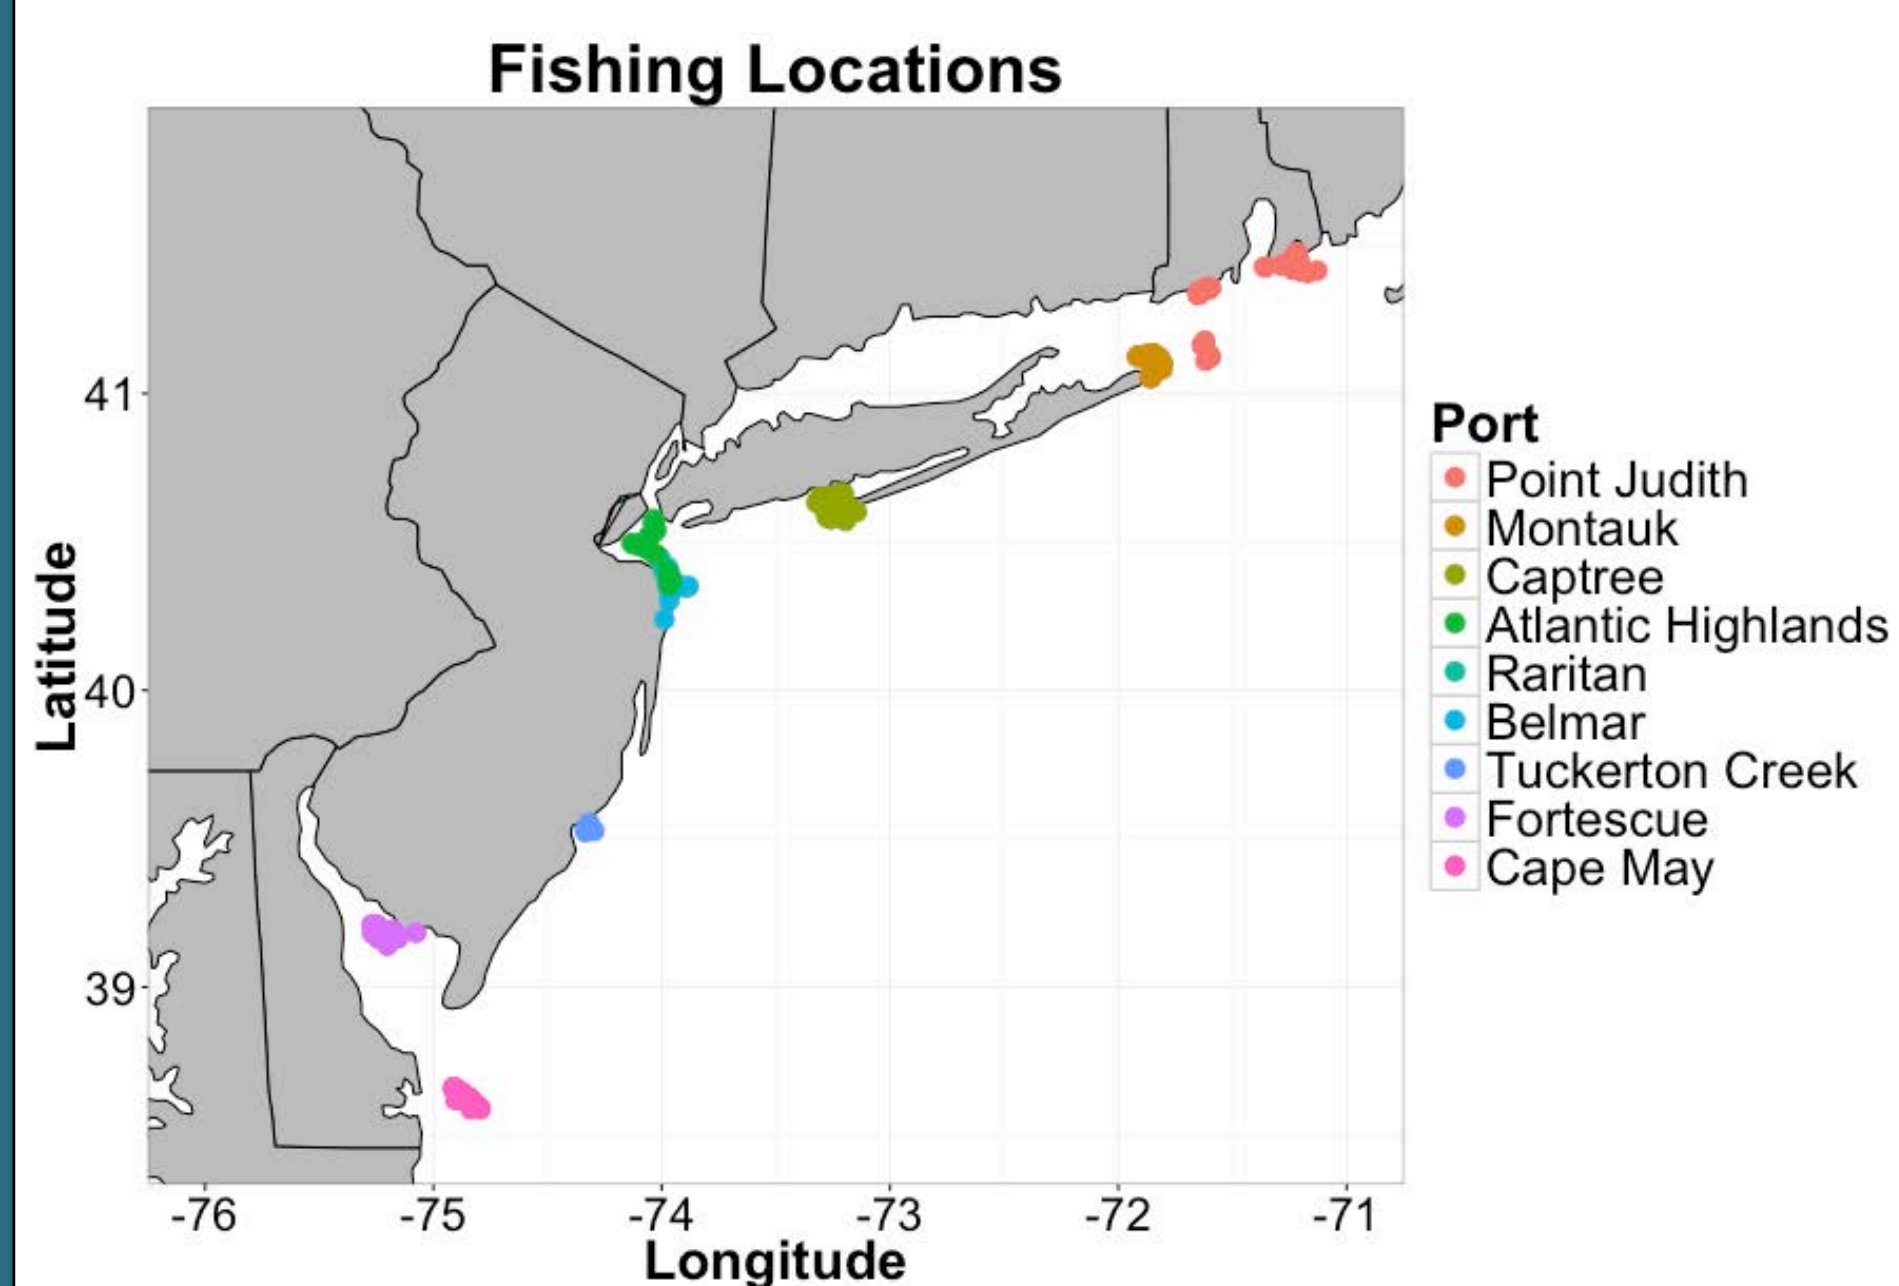 Fishing Locations
Latitude
41
40
39
-76
-75
-74
-73
-72
-71
Longitude
Port
Point Judith
Montauk
Captree
Atlantic Highlands
Raritan
Belmar
Tuckerton Creek
Fortescue
Cape May